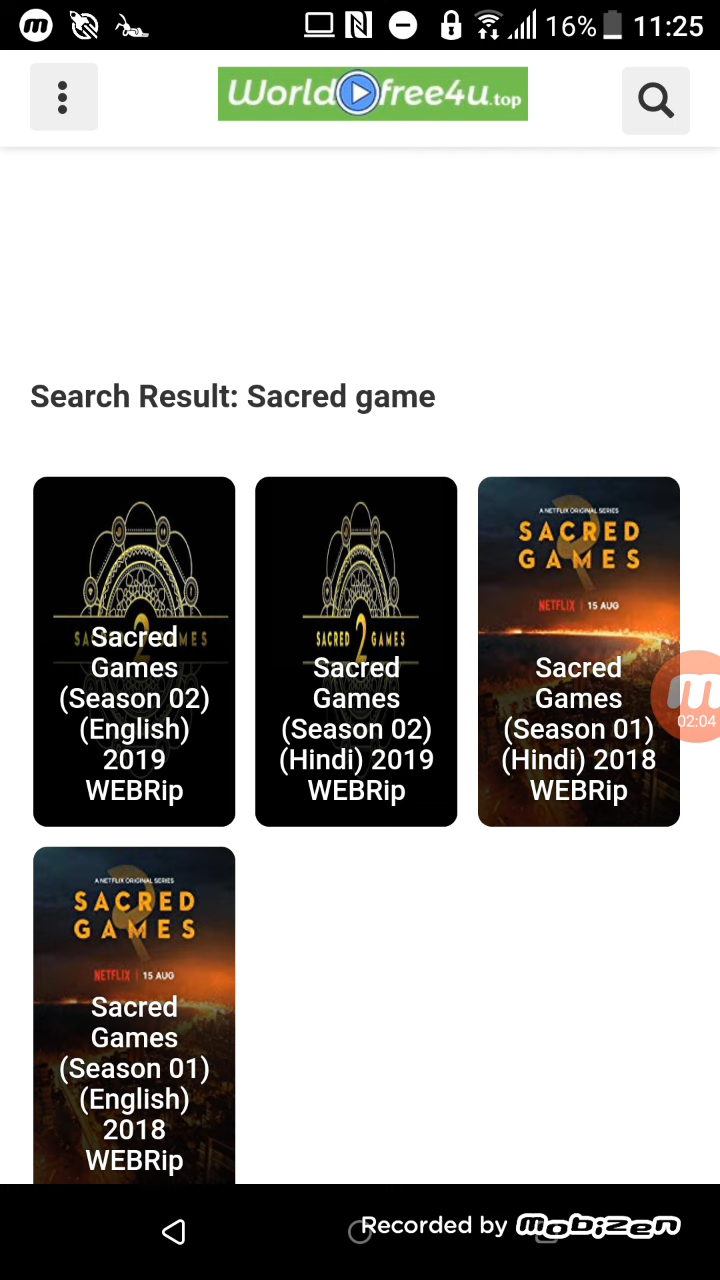 16% 11:25
Worldfree4u.top
Search Result: Sacred game
SACRED 2 GAMES
Sacred
Games
(Season 02)
(English)
2019
WEBRip
SACRED 2 GAMES
Sacred
Games
(Season 02)
(Hindi) 2019
WEBRip
A NETFLIX ORIGINAL SERIES
SACRED
GAMES
NETFLIX | 15 AUG
Sacred
Games
(Season 01)
(Hindi) 2018
WEBRip
m
02:04
A NETFLIX ORIGINAL SERIES
SACRED
GAMES
NETFLIX | 15 AUG
Sacred
Games
(Season 01)
(English)
2018
WEBRip
Recorded by Mobizen